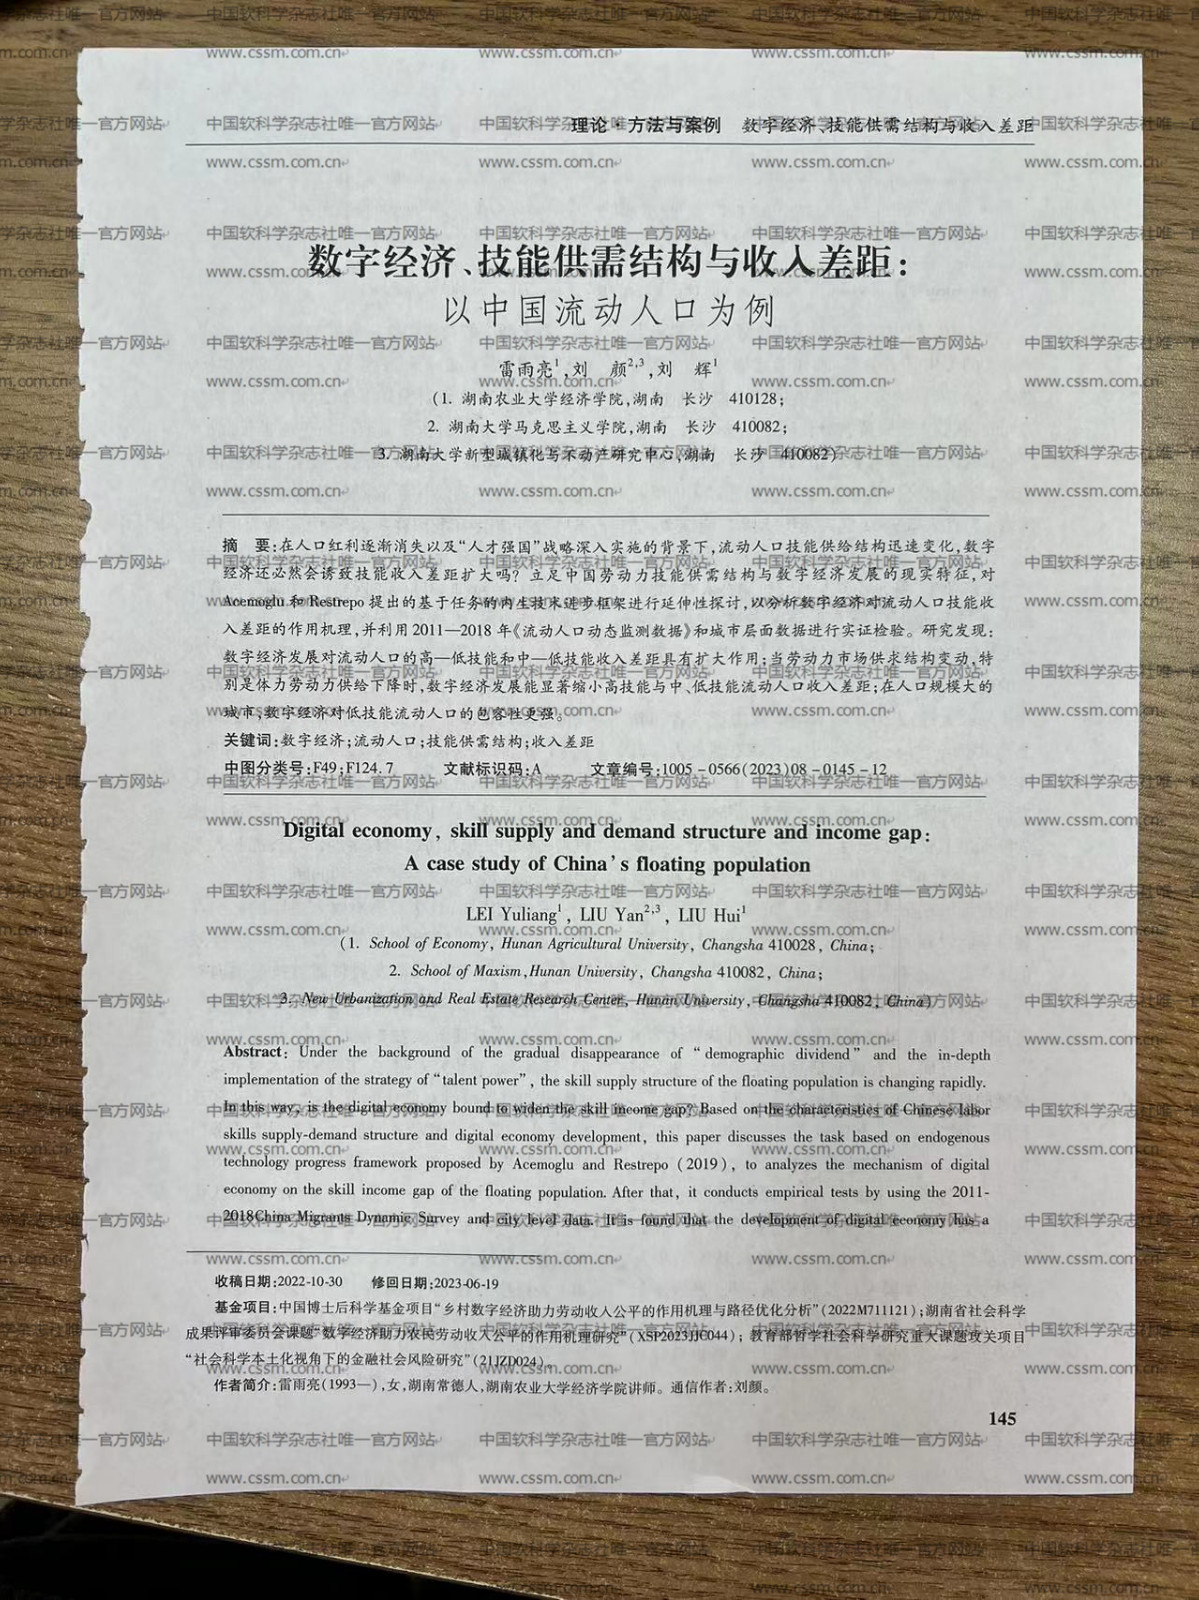 理论·方法与案例 数字经济、技能供需结构与收入差距
数字经济、技能供需结构与收入差距：
以中国流动人口为例
雷雨亮1,刘 颜2,3,刘 辉1
(1. 湖南农业大学经济学院,湖南 长沙 410128;
2. 湖南大学马克思主义学院,湖南 长沙 410082;
3. 湖南大学新型城镇化与不动产研究中心,湖南 长沙 410082)
摘 要:在人口红利逐渐消失以及“人才强国”战略深入实施的背景下,流动人口技能供给结构迅速变化,数字
经济还必然会诱致技能收入差距扩大吗？立足中国劳动力技能供需结构与数字经济发展的现实特征,对
Acemoglu 和 Restrepo 提出的基于任务的内生技术进步框架进行延伸性探讨,以分析数字经济对流动人口技能收
入差距的作用机理,并利用 2011—2018 年《流动人口动态监测数据》和城市层面数据进行实证检验。研究发现:
数字经济发展对流动人口的高—低技能和中—低技能收入差距具有扩大作用;当劳动力市场供求结构变动,特
别是体力劳动力供给下降时,数字经济发展能显著缩小高技能与中、低技能流动人口收入差距;在人口规模大的
城市,数字经济对低技能流动人口的包容性更强。
关键词:数字经济;流动人口;技能供需结构;收入差距
中图分类号:F49;F124.7 文献标识码:A 文章编号:1005-0566(2023)08-0145-12
Digital economy, skill supply and demand structure and income gap:
A case study of China's floating population
LEI Yuliang1, LIU Yan2,3, LIU Hui1
(1. School of Economy, Hunan Agricultural University, Changsha 410028, China;
2. School of Maxism,Hunan University, Changsha 410082, China;
3. New Urbanization and Real Estate Research Center, Hunan University, Changsha 410082, China)
Abstract: Under the background of the gradual disappearance of “demographic dividend” and the in-depth
implementation of the strategy of “talent power”, the skill supply structure of the floating population is changing rapidly.
In this way, is the digital economy bound to widen the skill income gap? Based on the characteristics of Chinese labor
skills supply-demand structure and digital economy development, this paper discusses the task based on endogenous
technology progress framework proposed by Acemoglu and Restrepo (2019), to analyzes the mechanism of digital
economy on the skill income gap of the floating population. After that, it conducts empirical tests by using the 2011-
2018China Migrants Dynamic Survey and city level data. It is found that the development of digital economy has a
收稿日期:2022-10-30 修回日期:2023-06-19
基金项目:中国博士后科学基金项目“乡村数字经济助力劳动收入公平的作用机理与路径优化分析”(2022M711121);湖南省社会科学
成果评审委员会课题“数字经济助力农民劳动收入公平的作用机理研究”(XSP2023JJC044); 教育部哲学社会科学研究重大课题攻关项目
“社会科学本土化视角下的金融社会风险研究”(21JZD024)。
作者简介:雷雨亮(1993—),女,湖南常德人,湖南农业大学经济学院讲师。通信作者:刘颜。
145
中国软科学杂志社唯一官方网站
www.cssm.com.cn